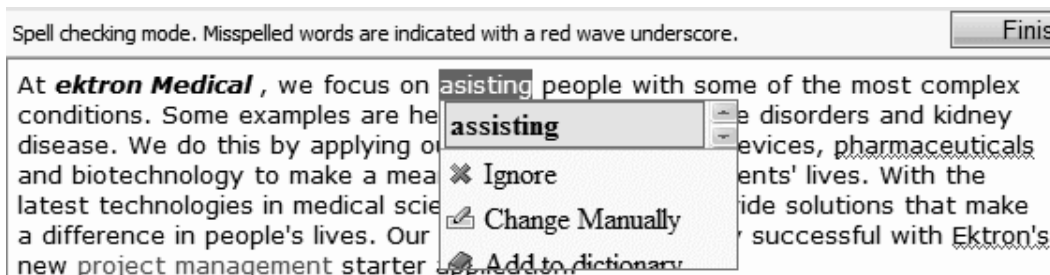 Spell checking mode. Misspelled words are indicated with a red wave underscore.
Finis
At ektron Medical , we focus on asisting people with some of the most complex
conditions. Some examples are he
e disorders and kidney
disease. We do this by applying
evices, pharmaceuticals
and biotechnology to make a mea
ents' lives. With the
latest technologies in medical scie
ide solutions that make
a difference in people's lives. Our
successful with Ektron's
new project management starter
assisting
Ignore
Change Manually
Add to dictionary